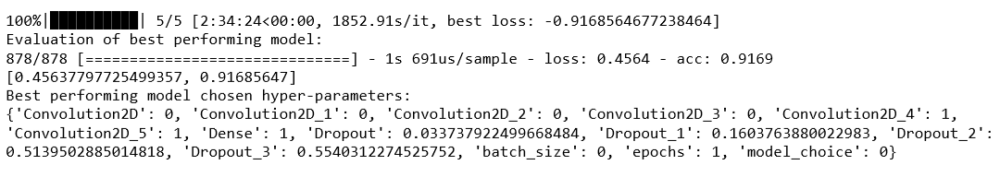 100%|██████████| 5/5 [2:34:24<00:00, 1852.91s/it, best loss: -0.9168564677238464]
Evaluation of best performing model:
878/878 [==============================] - 1s 691us/sample - loss: 0.4564 - acc: 0.9169
[0.45637797725499357, 0.91685647]
Best performing model chosen hyper-parameters:
{'Convolution2D': 0, 'Convolution2D_1': 0, 'Convolution2D_2': 0, 'Convolution2D_3': 0, 'Convolution2D_4': 1,
'Convolution2D_5': 1, 'Dense': 1, 'Dropout': 0.033737922499668484, 'Dropout_1': 0.1603763880022983, 'Dropout_2':
0.5139502885014818, 'Dropout_3': 0.5540312274525752, 'batch_size': 0, 'epochs': 1, 'model_choice': 0}